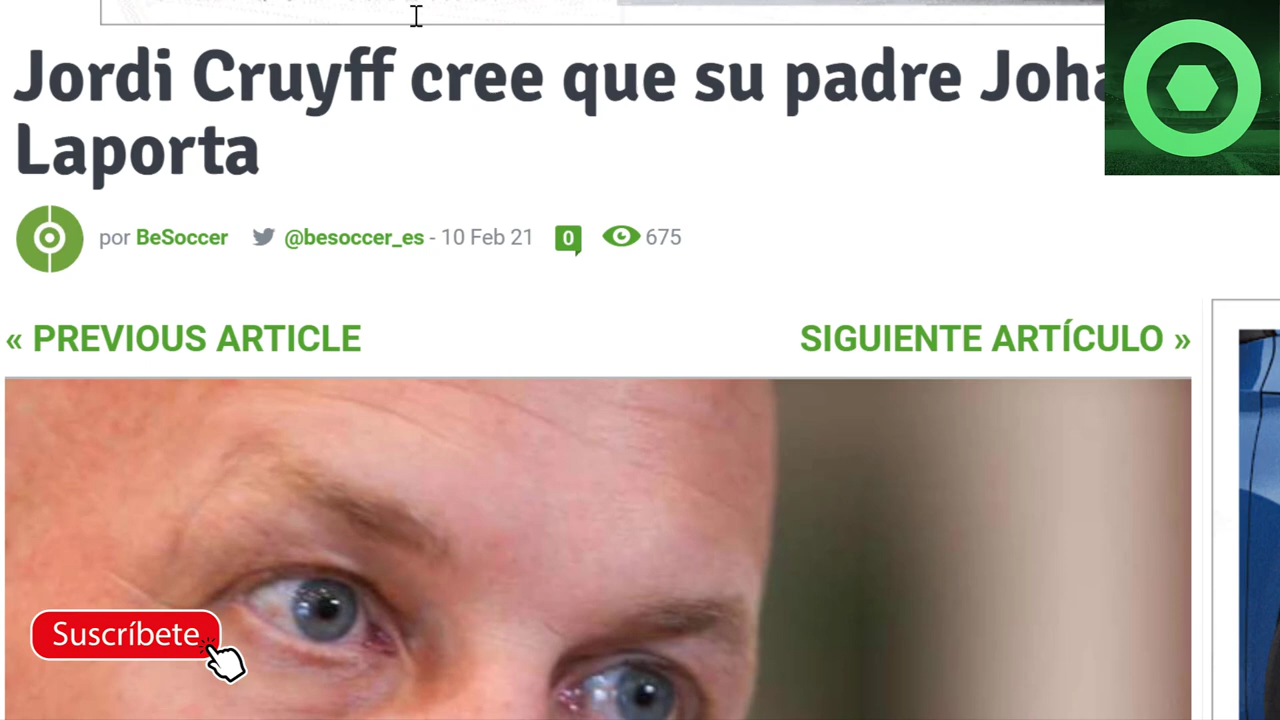 Jordi Cruyff cree que su padre Joha
Laporta
por BeSoccer @besoccer_es - 10 Feb 21 0 675
« PREVIOUS ARTICLE SIGUIENTE ARTÍCULO »
Suscríbete